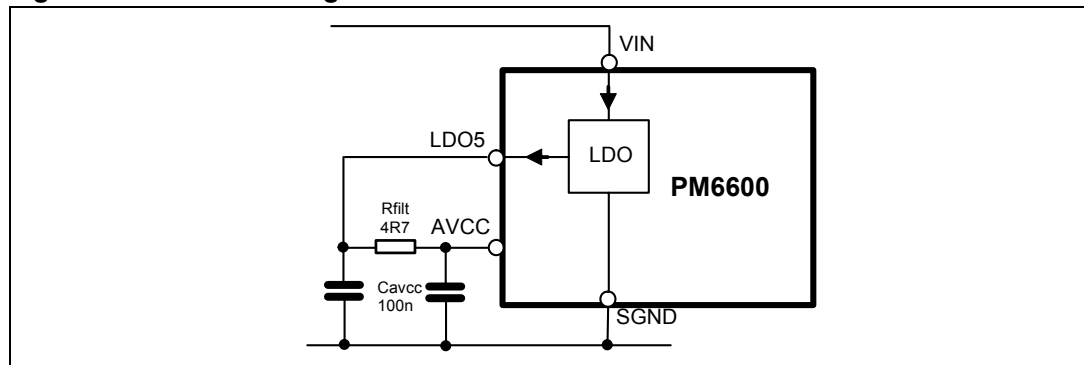 VIN
LDO5
LDO
PM6600
Rfilt
4R7
AVCC
Cavcc
100n
SGND